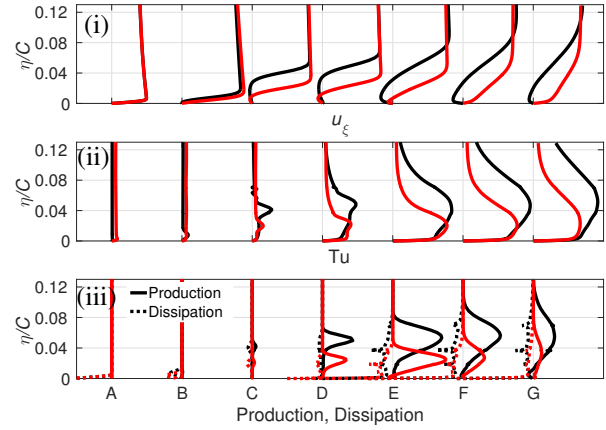 (i)
0.12
0.08
0.04
0
η/C
u_ξ
(ii)
0.12
0.08
0.04
0
η/C
Tu
(iii)
Production
Dissipation
0.12
0.08
0.04
0
η/C
A B C D E F G
Production, Dissipation